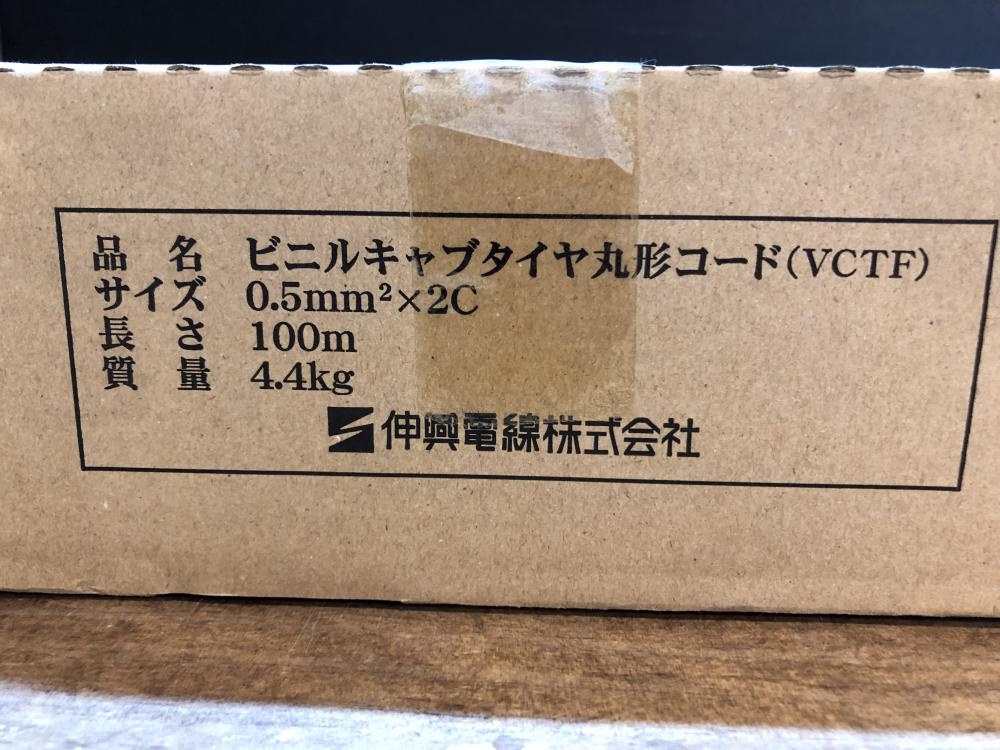 品 名 ビニルキャブタイヤ丸形コード(VCTF)
サイズ 0.5mm²×2C
長 さ 100m
質 量 4.4kg
伸興電線株式会社